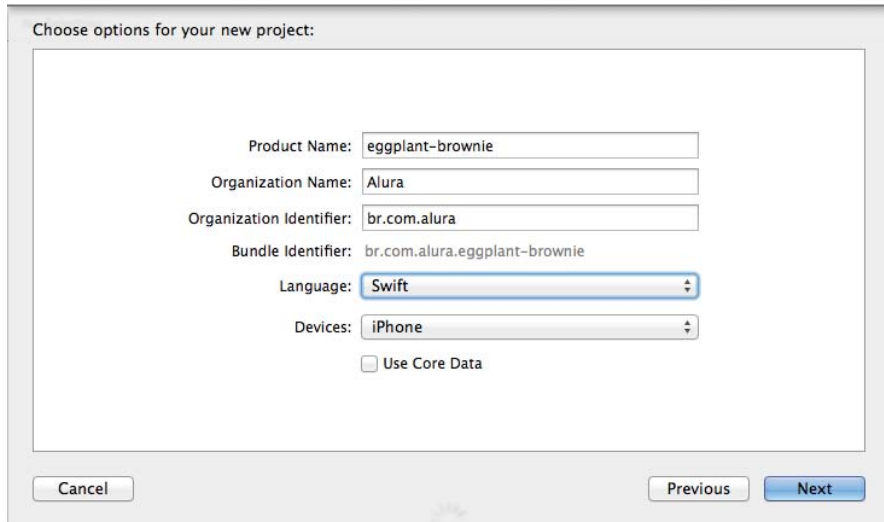 Choose options for your new project:
Product Name: eggplant-brownie
Organization Name: Alura
Organization Identifier: br.com.alura
Bundle Identifier: br.com.alura.eggplant-brownie
Language: Swift
Devices: iPhone
Use Core Data
Cancel Previous Next